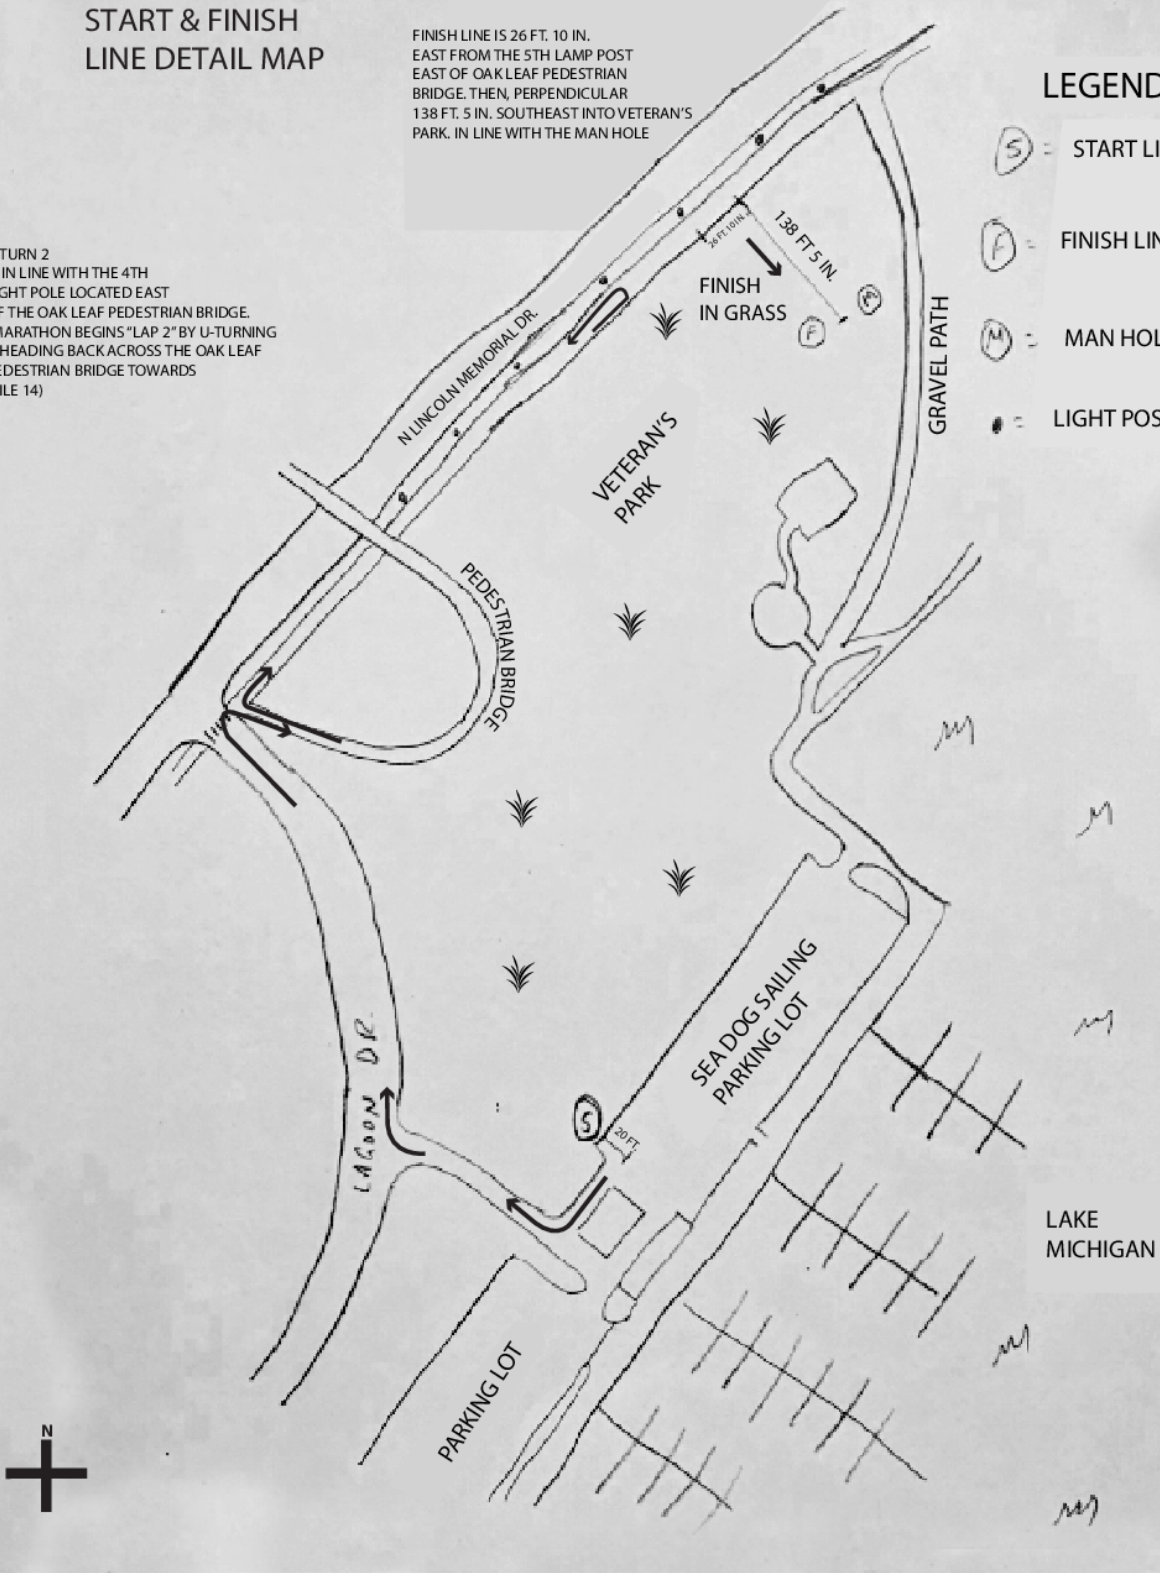 START & FINISH
LINE DETAIL MAP
FINISH LINE IS 26 FT. 10 IN.
EAST FROM THE 5TH LAMP POST
EAST OF OAK LEAF PEDESTRIAN
BRIDGE. THEN, PERPENDICULAR
138 FT. 5 IN. SOUTHEAST INTO VETERAN'S
PARK. IN LINE WITH THE MAN HOLE
LEGEND
S = START LI
F = FINISH LIN
M = MAN HOL
= LIGHT POS
TURN 2
IN LINE WITH THE 4TH
GHT POLE LOCATED EAST
F THE OAK LEAF PEDESTRIAN BRIDGE.
MARATHON BEGINS "LAP 2" BY U-TURNING
HEADING BACK ACROSS THE OAK LEAF
EDESTRIAN BRIDGE TOWARDS
ILE 14)
26 FT. 10 IN.
138 FT 5 IN.
FINISH
IN GRASS
M
F
N LINCOLN MEMORIAL DR.
GRAVEL PATH
VETERAN'S
PARK
PEDESTRIAN BRIDGE
SEA DOG SAILING
PARKING LOT
LAGOON DR.
S
20 FT.
LAKE
MICHIGAN
PARKING LOT
N